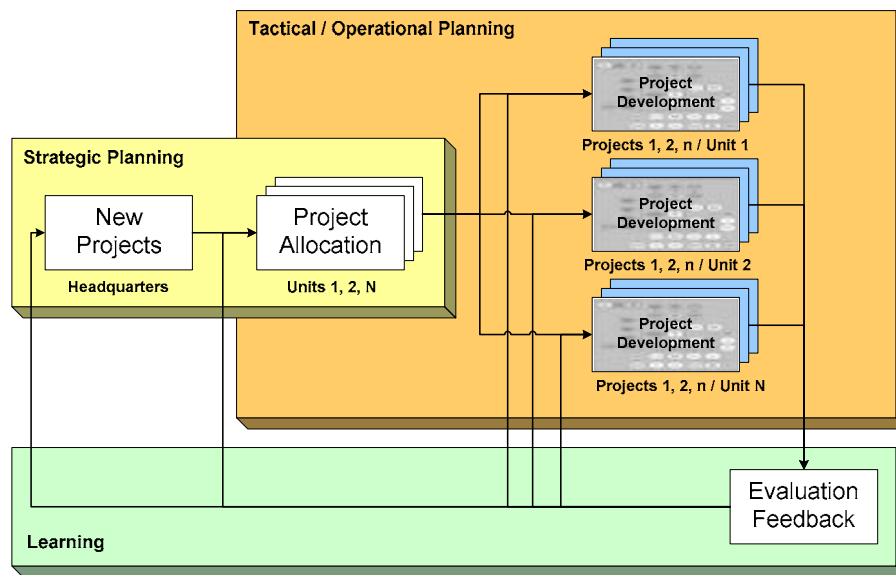 Tactical / Operational Planning
Project
Development
Projects 1, 2, n / Unit 1
Strategic Planning
New
Projects
Headquarters
Project
Allocation
Units 1, 2, N
Project
Development
Projects 1, 2, n / Unit 2
Project
Development
Projects 1, 2, n / Unit N
Evaluation
Feedback
Learning